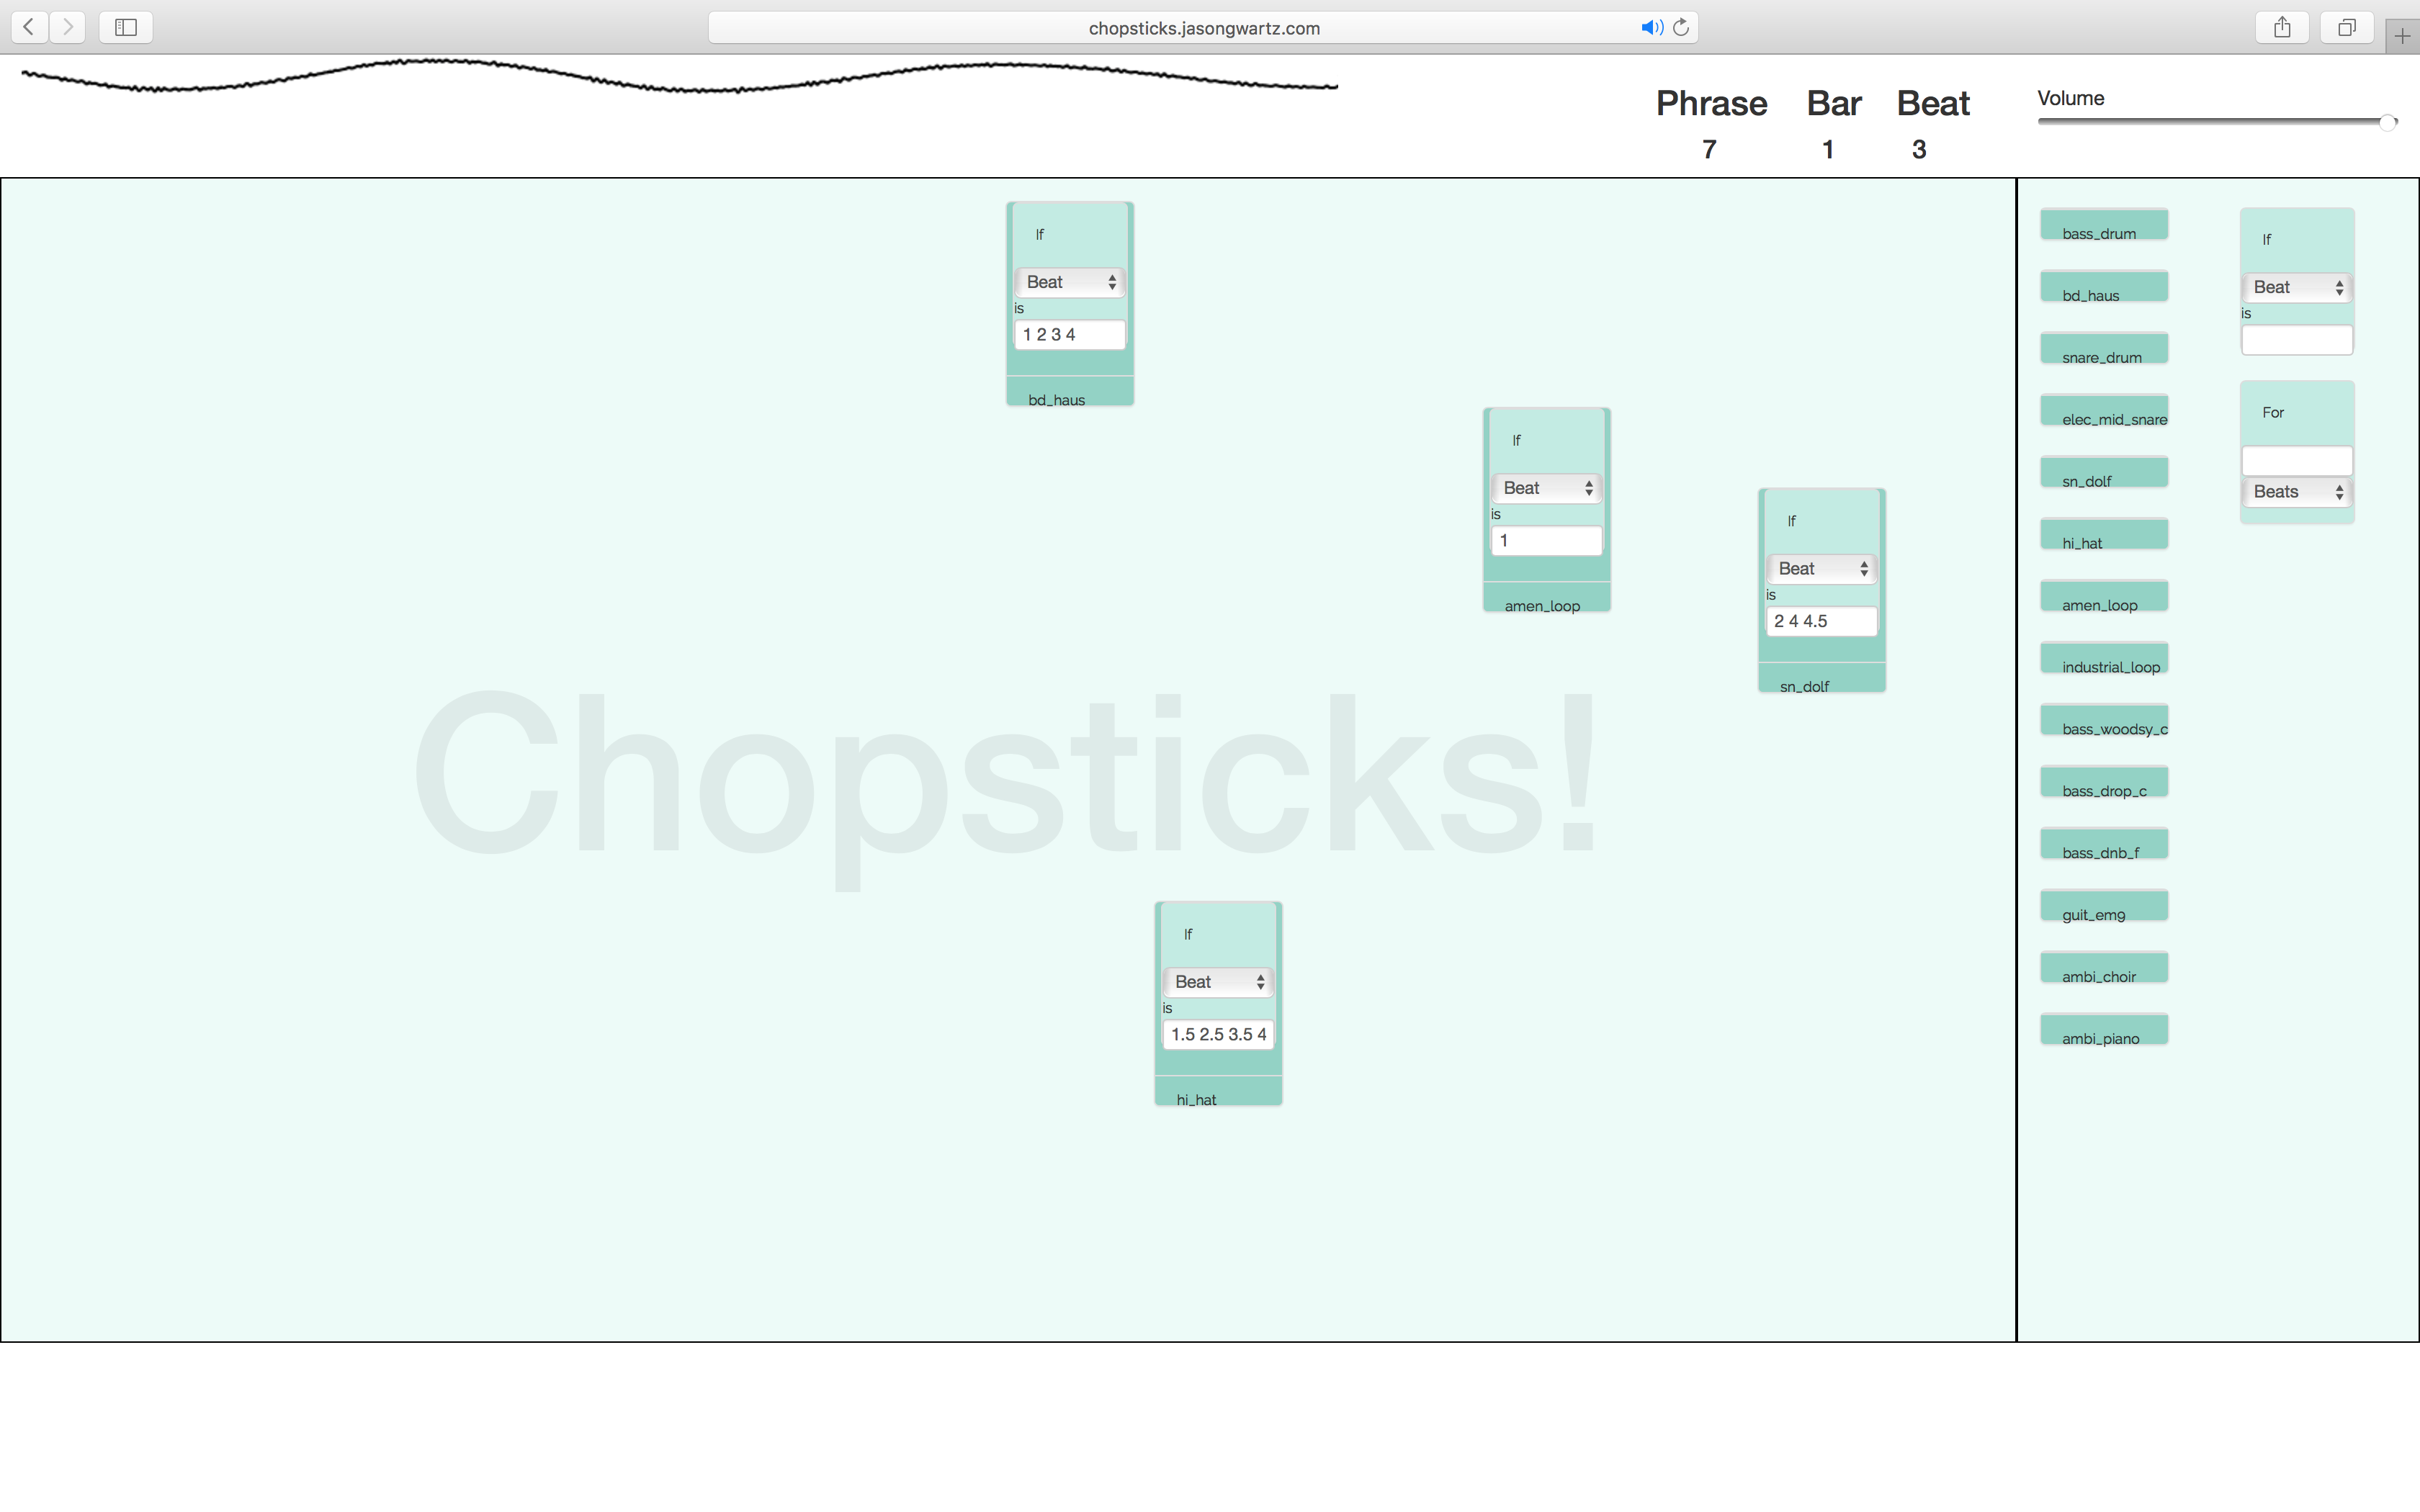 chopsticks.jasongwartz.com
Phrase Bar Beat
7 1 3
Volume
If
Beat
is
1 2 3 4
bd_haus
If
Beat
is
1
amen_loop
If
Beat
is
2 4 4.5
sn_dolf
Chopsticks!
If
Beat
is
1.5 2.5 3.5 4
hi_hat
bass_drum
bd_haus
snare_drum
elec_mid_snare
sn_dolf
hi_hat
amen_loop
industrial_loop
bass_woodsy_c
bass_drop_c
bass_dnb_f
guit_em9
ambi_choir
ambi_piano
If
Beat
is
For
Beats